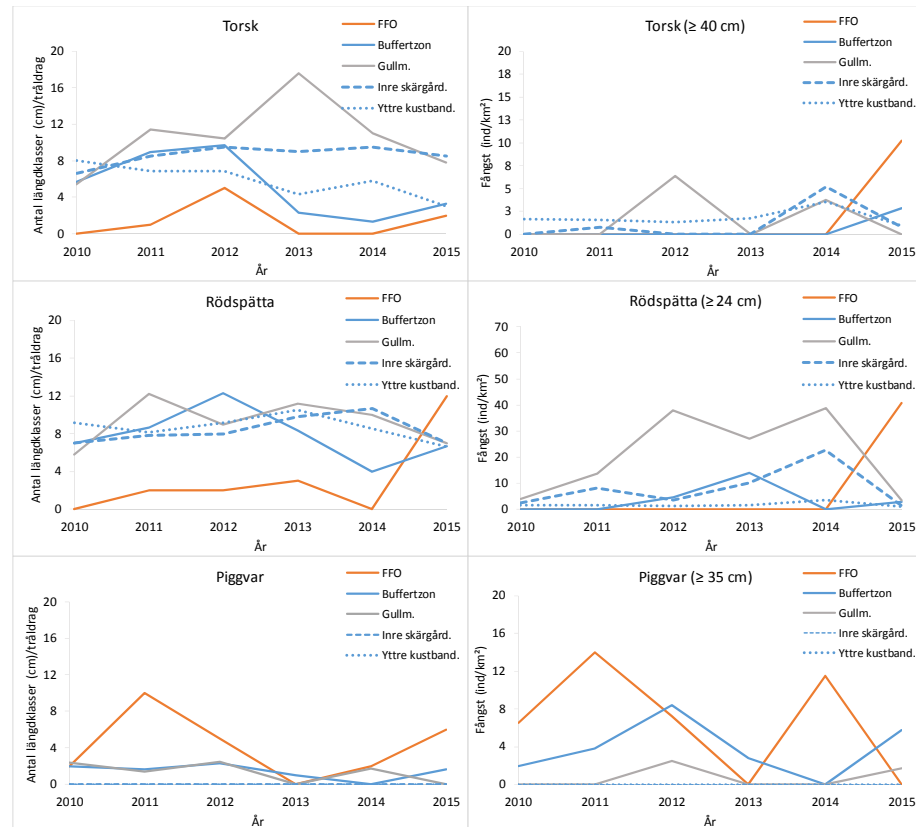 Torsk
FFO
Buffertzon
Gullm.
Inre skärgård.
Yttre kustband.
Antal längdklasser (cm)/tråldrag
20
16
12
8
4
0
2010 2011 2012 2013 2014 2015
År
Torsk (≥ 40 cm)
FFO
Buffertzon
Gullm.
Inre skärgård.
Yttre kustband.
Fångst (ind/km²)
20
18
15
13
10
8
5
3
0
2010 2011 2012 2013 2014 2015
År
Rödspätta
FFO
Buffertzon
Gullm.
Inre skärgård.
Yttre kustband.
Antal längdklasser (cm)/tråldrag
20
16
12
8
4
0
2010 2011 2012 2013 2014 2015
År
Rödspätta (≥ 24 cm)
FFO
Buffertzon
Gullm.
Inre skärgård.
Yttre kustband.
Fångst (ind/km²)
70
60
50
40
30
20
10
0
2010 2011 2012 2013 2014 2015
År
Piggvar
FFO
Buffertzon
Gullm.
Inre skärgård.
Yttre kustband.
Antal längdklasser (cm)/tråldrag
20
16
12
8
4
0
2010 2011 2012 2013 2014 2015
År
Piggvar (≥ 35 cm)
FFO
Buffertzon
Gullm.
Inre skärgård.
Yttre kustband.
Fångst (ind/km²)
20
16
12
8
4
0
2010 2011 2012 2013 2014 2015
År